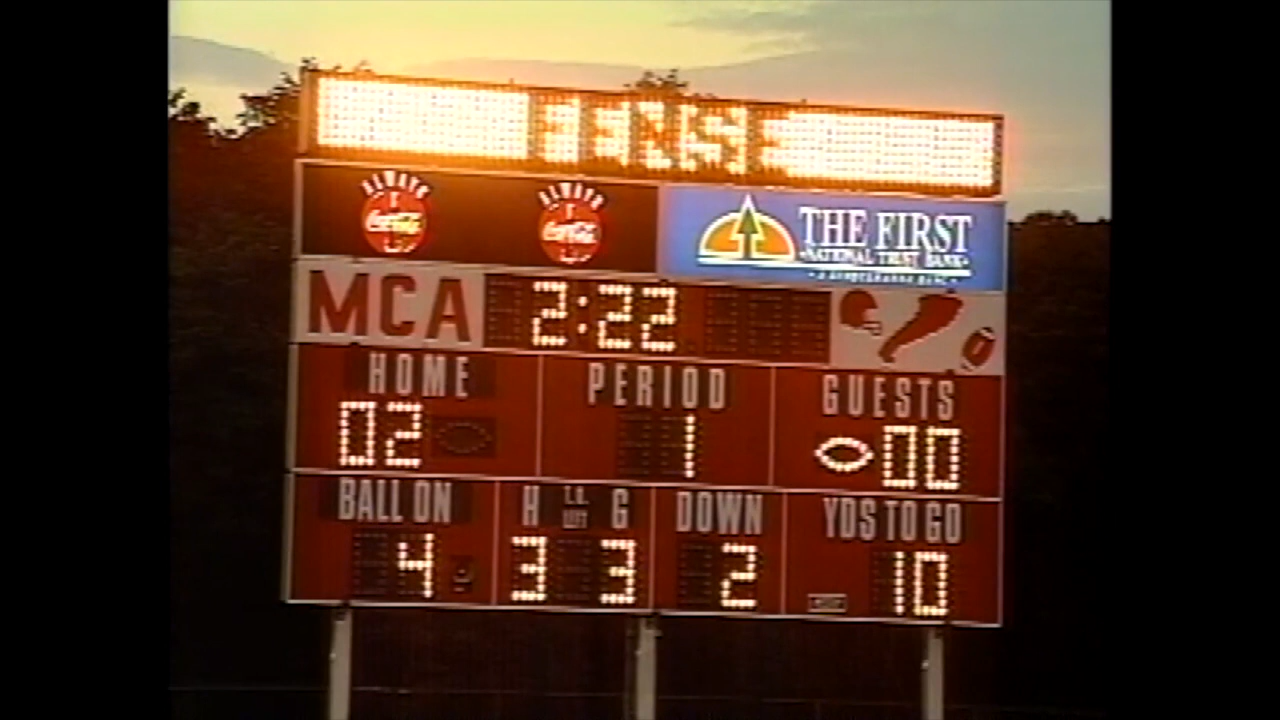 ALWAYS
Coca-Cola
ALWAYS
Coca-Cola
THE FIRST
NATIONAL TRUST BANK
MCA
2:22
HOME
PERIOD
GUESTS
02
1
00
BALL ON
H T.O. LEFT G
DOWN
YDS TO GO
4
3
3
2
10